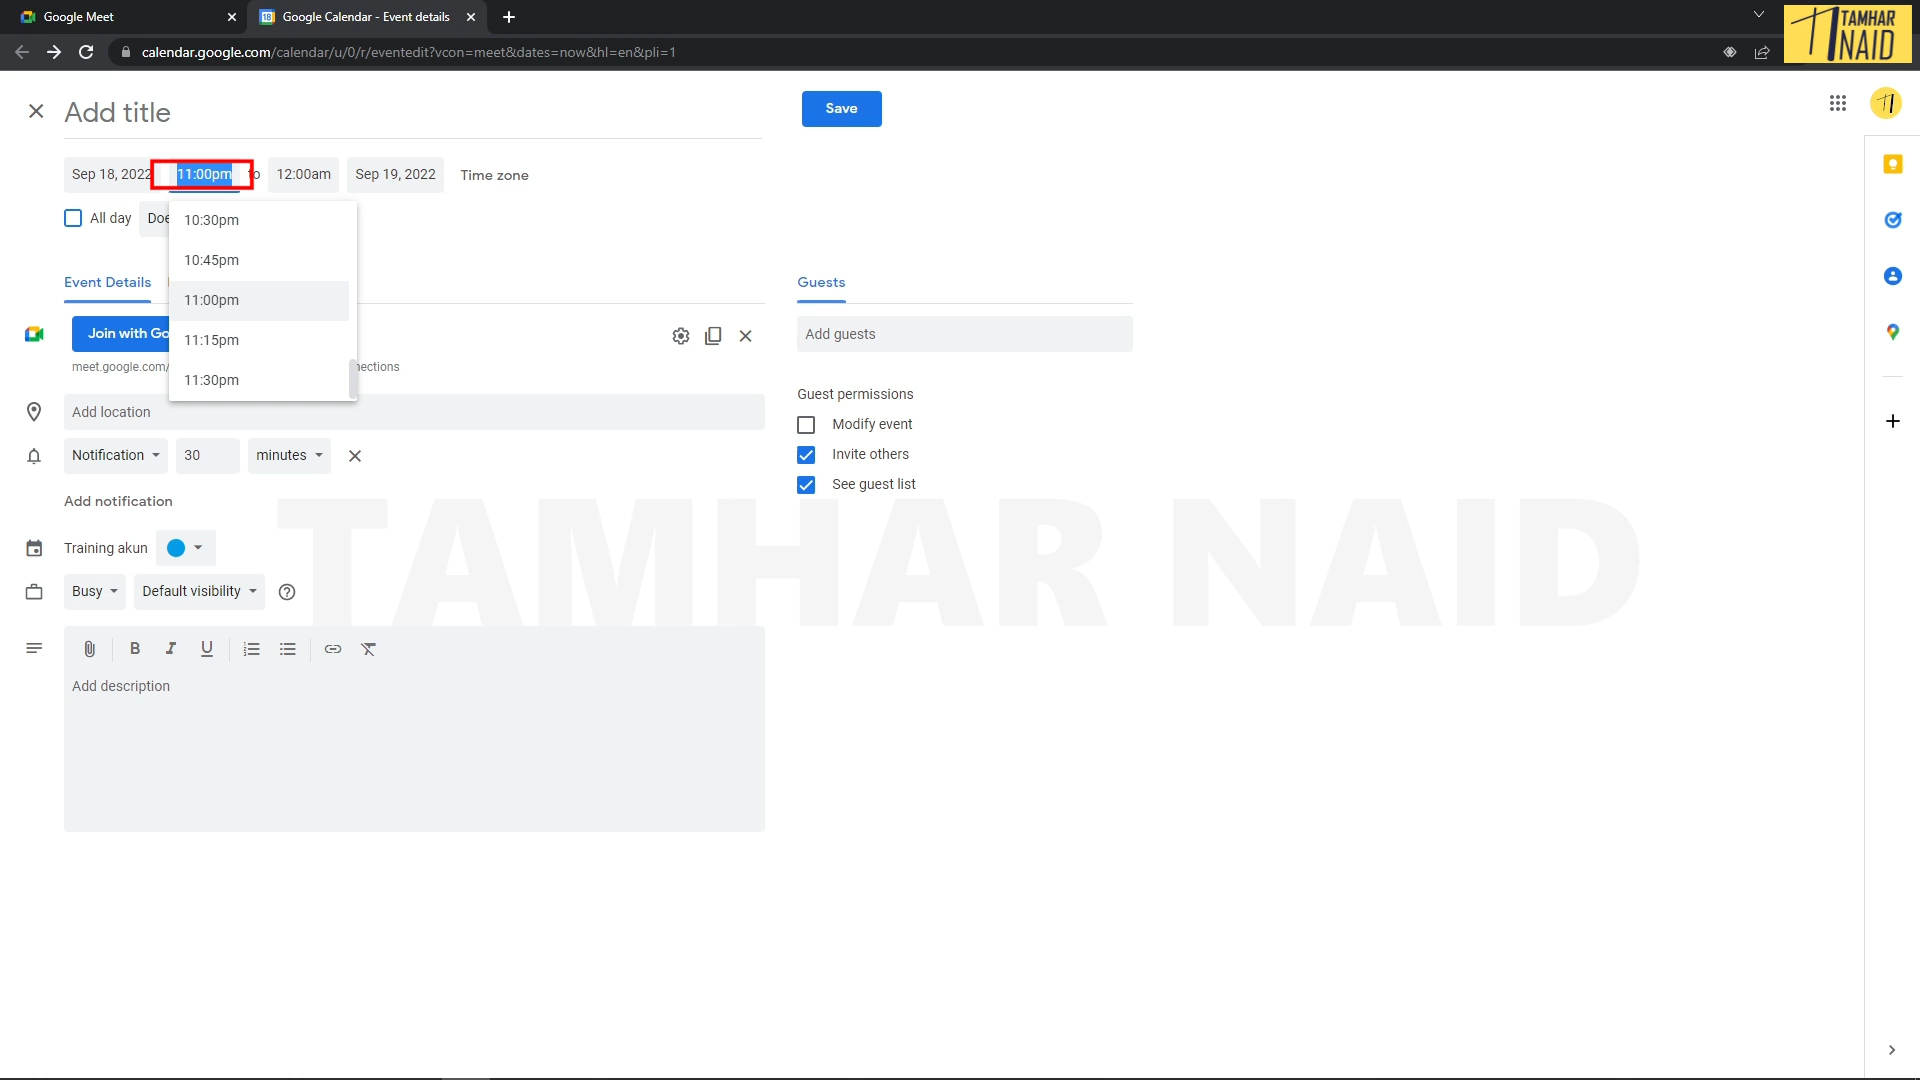 Google Meet
Google Calendar - Event details
calendar.google.com/calendar/u/0/r/eventedit?vcon=meet&dates=now&hl=en&pli=1
TAMHAR
NAID
Add title
Save
Sep 18, 2022 11:00pm to 12:00am Sep 19, 2022 Time zone
All day Doe
10:30pm
10:45pm
11:00pm
11:15pm
11:30pm
Event Details
Guests
Join with Go
Add guests
meet.google.com/ nections
Guest permissions
Add location
Modify event
Notification 30 minutes
Invite others
See guest list
Add notification
TAMHAR NAID
Training akun
Busy Default visibility
B I U
Add description